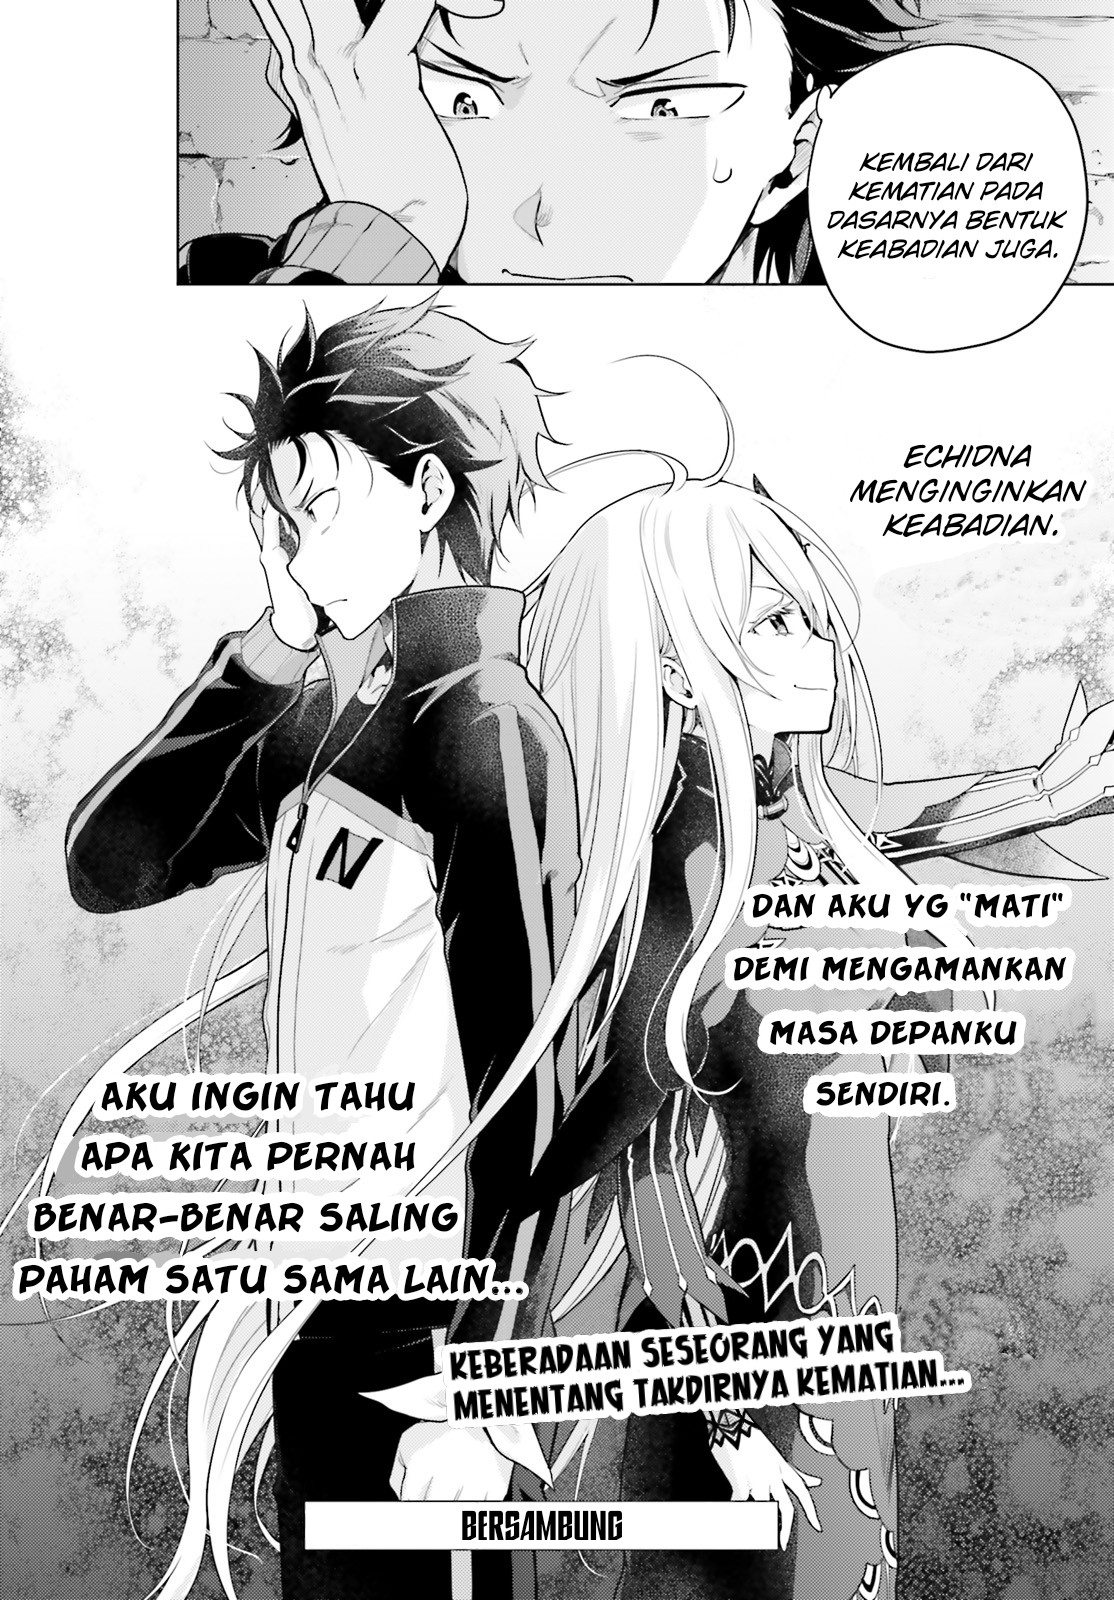 KEMBALI DARI
KEMATIAN PADA
DASARNYA BENTUK
KEABADIAN JUGA.
ECHIDNA
MENGINGINKAN
KEABADIAN.
DAN AKU YG "MATI"
DEMI MENGAMANKAN
MASA DEPANKU
SENDIRI.
AKU INGIN TAHU
APA KITA PERNAH
BENAR-BENAR SALING
PAHAM SATU SAMA LAIN...
KEBERADAAN SESEORANG YANG
MENENTANG TAKDIRNYA KEMATIAN...
BERSAMBUNG
N